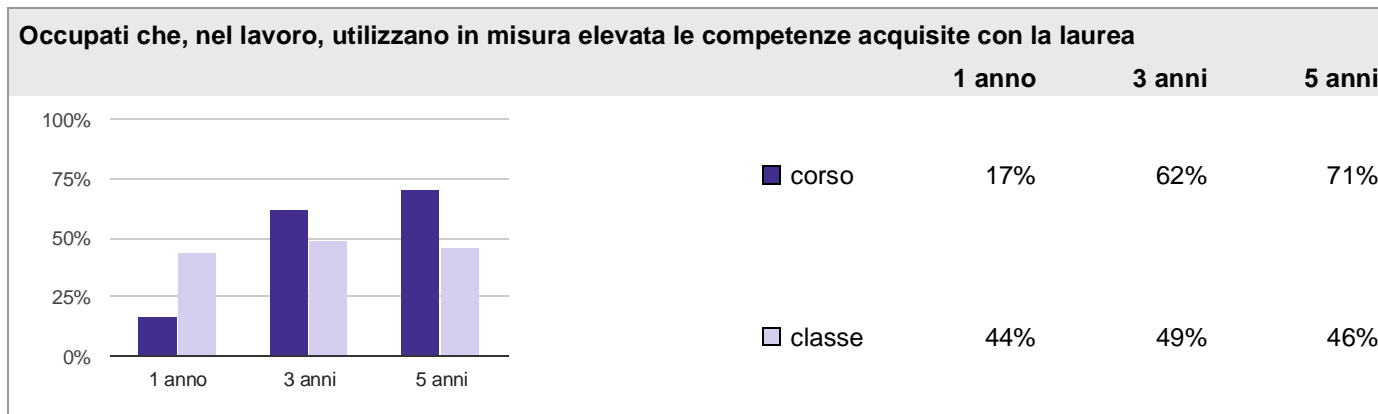 Occupati che, nel lavoro, utilizzano in misura elevata le competenze acquisite con la laurea
1 anno 3 anni 5 anni
100%
75%
50%
25%
0%
1 anno 3 anni 5 anni
corso 17% 62% 71%
classe 44% 49% 46%